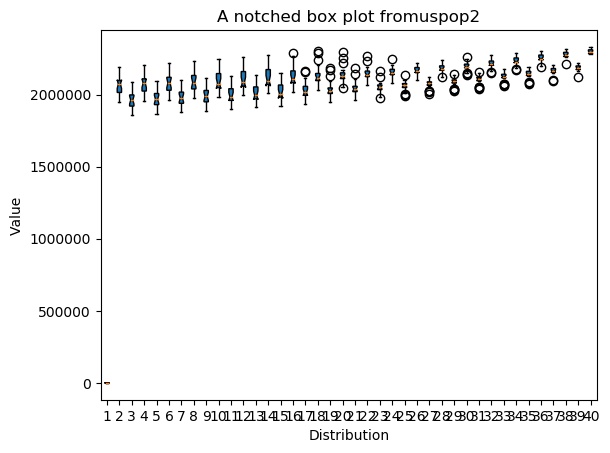 A notched box plot fromuspop2
Value
2000000
1500000
1000000
500000
0
1 2 3 4 5 6 7 8 9 10 11 12 13 14 15 16 17 18 19 20 21 22 23 24 25 26 27 28 29 30 31 32 33 34 35 36 37 38 39 40
Distribution